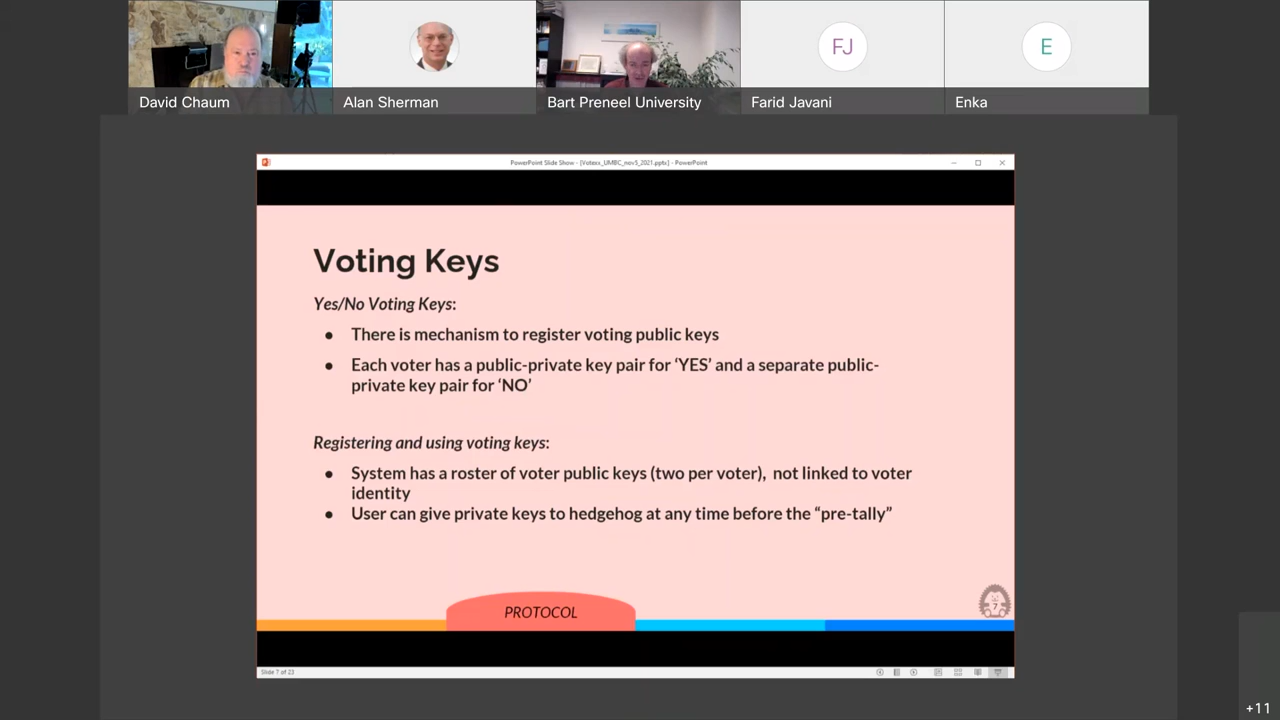 David Chaum
Alan Sherman
Bart Preneel University
FJ
Farid Javani
E
Enka
PowerPoint Slide Show - [Votexx_UMBC_nov5_2021.pptx] - PowerPoint
Voting Keys
Yes/No Voting Keys:
● There is mechanism to register voting public keys
● Each voter has a public-private key pair for ‘YES’ and a separate public-
private key pair for ‘NO’
Registering and using voting keys:
● System has a roster of voter public keys (two per voter), not linked to voter
identity
● User can give private keys to hedgehog at any time before the “pre-tally”
PROTOCOL
7
Slide 7 of 23
+11